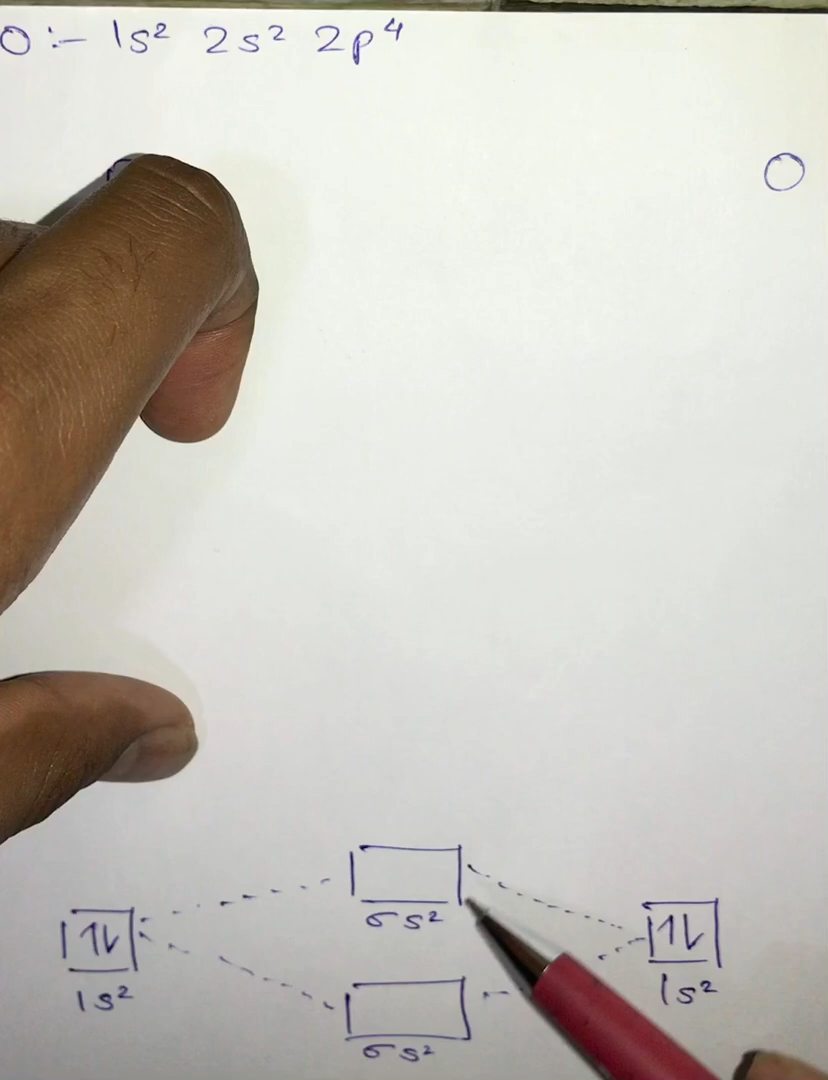 O :- 1s² 2s² 2p⁴
O
σs²
1s²
1s²
σs²